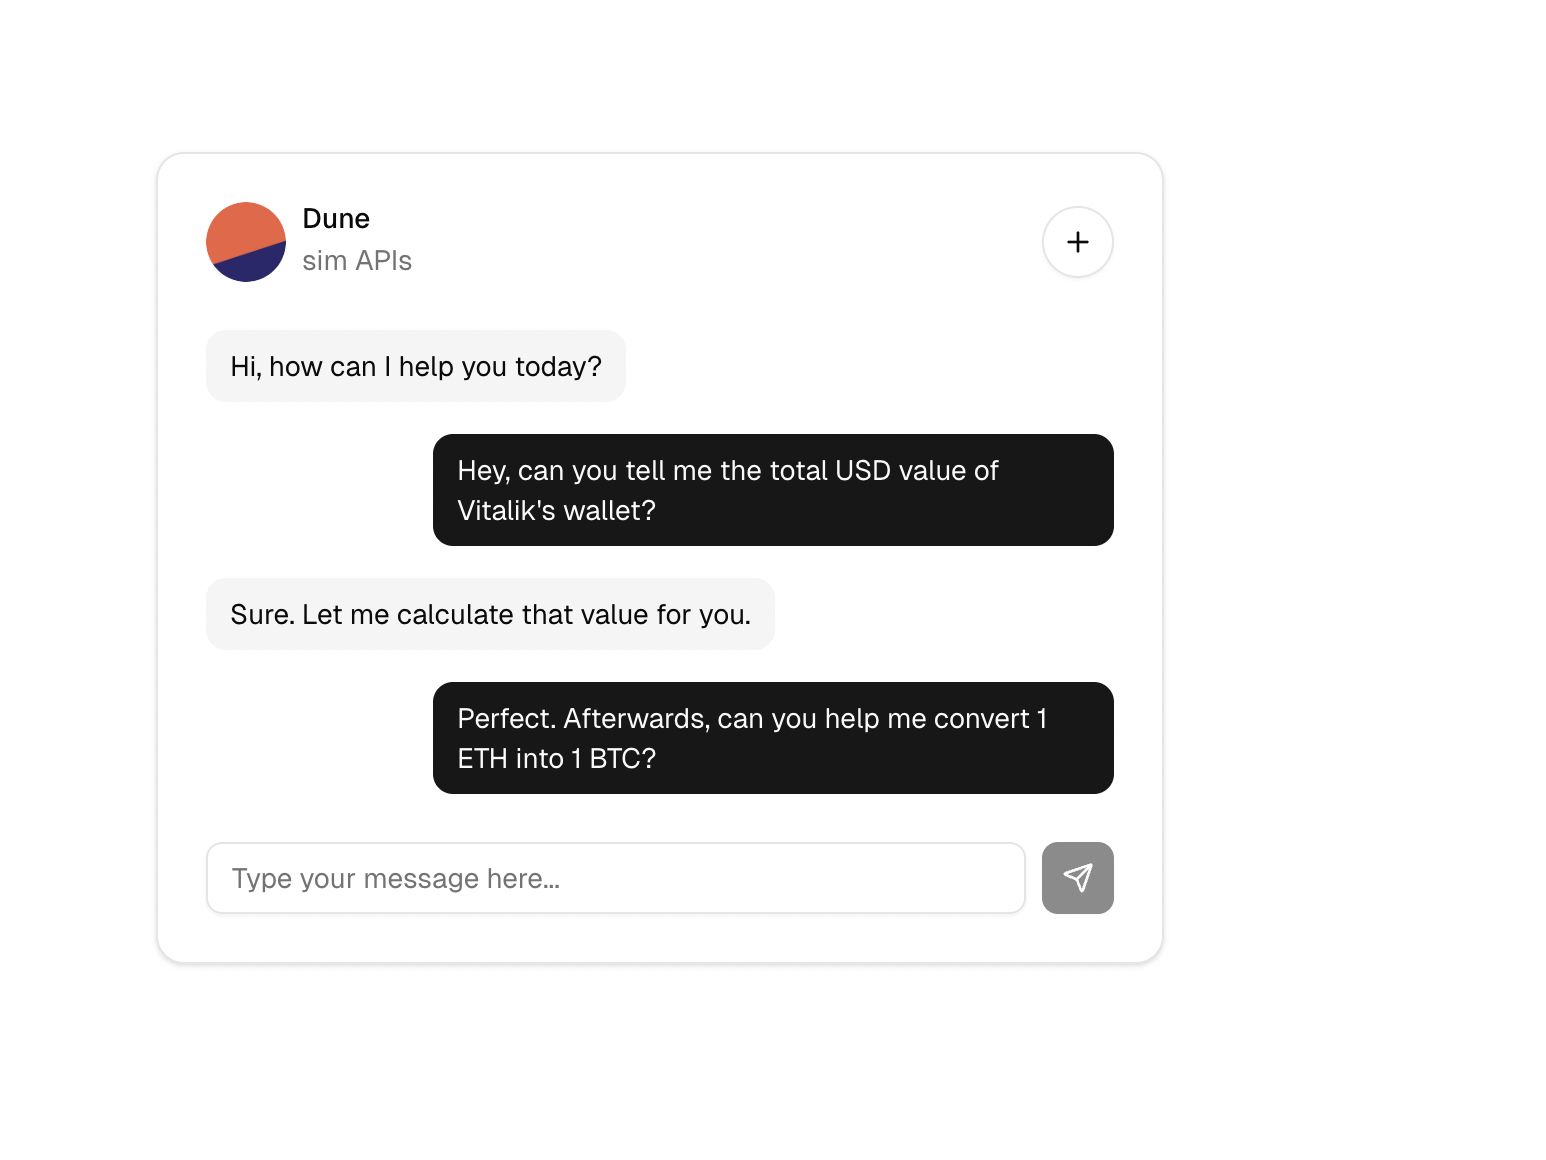 Dune
sim APIs
Hi, how can I help you today?
Hey, can you tell me the total USD value of
Vitalik's wallet?
Sure. Let me calculate that value for you.
Perfect. Afterwards, can you help me convert 1
ETH into 1 BTC?
Type your message here...